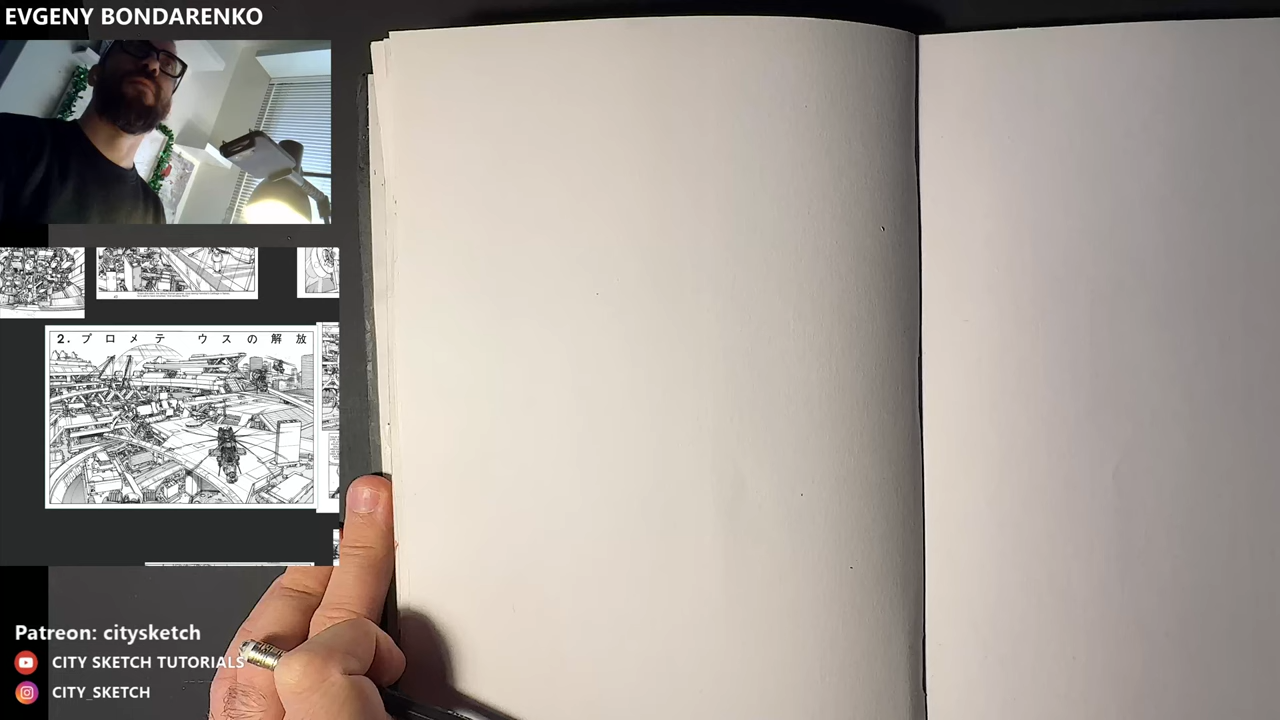 EVGENY BONDARENKO
2. プロメテウスの解放
Patreon: citysketch
CITY SKETCH TUTORIALS
CITY_SKETCH